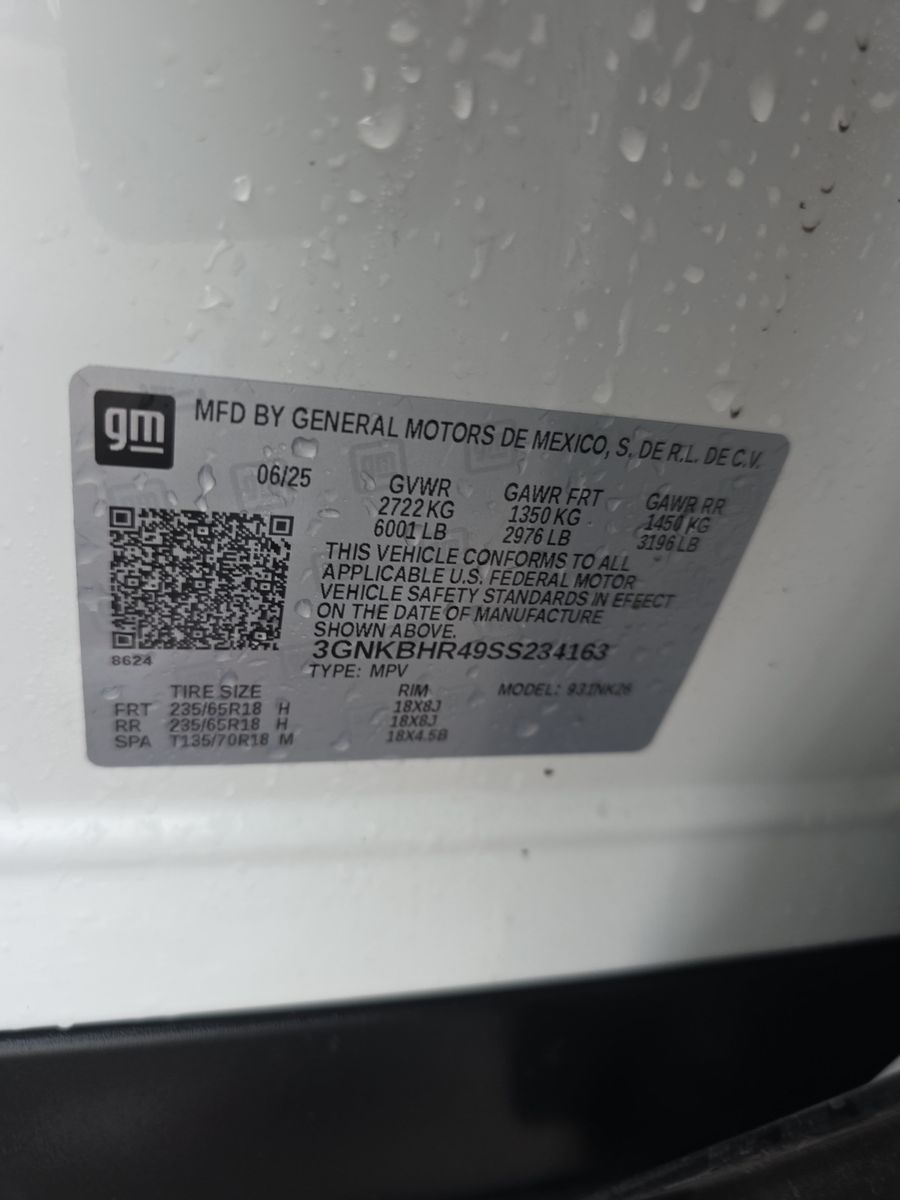 gm
MFD BY GENERAL MOTORS DE MEXICO, S. DE R.L. DE C.V.
06/25
GVWR GAWR FRT GAWR RR
2722 KG 1350 KG 1450 KG
6001 LB 2976 LB 3196 LB
THIS VEHICLE CONFORMS TO ALL
APPLICABLE U.S. FEDERAL MOTOR
VEHICLE SAFETY STANDARDS IN EFFECT
ON THE DATE OF MANUFACTURE
SHOWN ABOVE.
3GNKBHR49SS234163
8624
TYPE: MPV
TIRE SIZE RIM MODEL: 931NK26
FRT 235/65R18 H 18X8J
RR 235/65R18 H 18X8J
SPA T135/70R18 M 18X4.5B